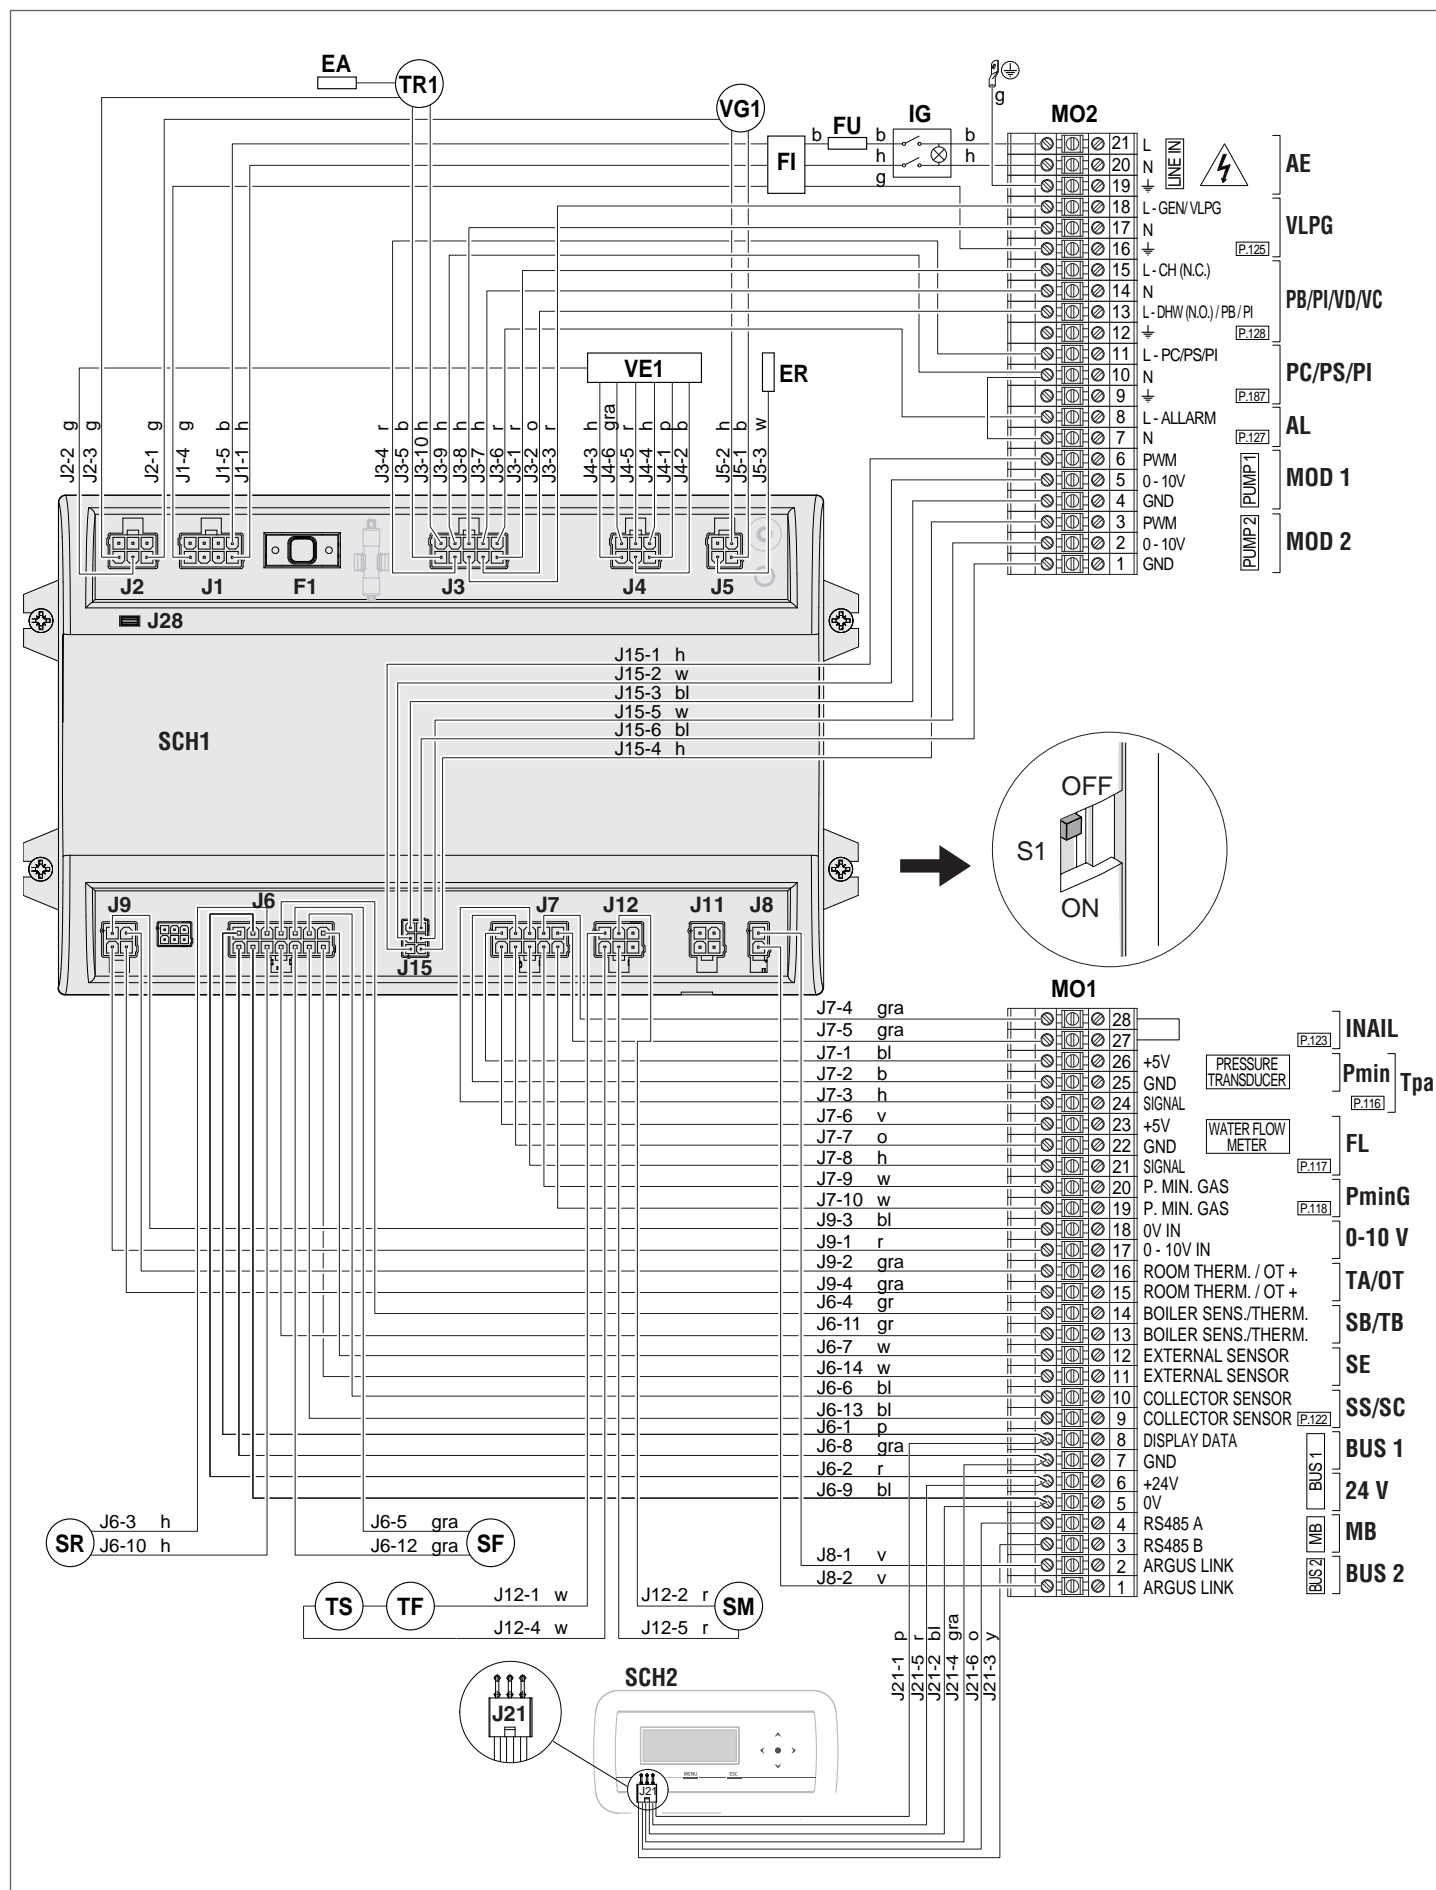 EA
TR1
VG1
FU
IG
g
MO2
b
b
b
h
h
g
FI
21 L
20 N
19
LINE IN
AE
18 L - GEN/ VLPG
17 N
16
P.125
VLPG
15 L - CH (N.C.)
14 N
13 L - DHW (N.O.) / PB / PI
12
P.128
PB/PI/VD/VC
11 L - PC/PS/PI
10 N
9
P.187
PC/PS/PI
8 L - ALLARM
7 N
P.127
AL
6 PWM
5 0 - 10V
4 GND
PUMP 1
MOD 1
3 PWM
2 0 - 10V
1 GND
PUMP 2
MOD 2
VE1
ER
J2-2 g
J2-3 g
J2-1 g
J1-4 g
J1-5 b
J1-1 h
J3-4 r
J3-5 b
J3-10 h
J3-9 h
J3-8 h
J3-7 h
J3-6 r
J3-1 r
J3-2 o
J3-3 r
J4-3 h
J4-6 gra
J4-5 r
J4-4 h
J4-1 p
J4-2 b
J5-2 h
J5-1 b
J5-3 w
J2
J1
F1
J3
J4
J5
J28
J15-1 h
J15-2 w
J15-3 bl
J15-5 w
J15-6 bl
J15-4 h
SCH1
OFF
S1
ON
J9
J6
J15
J7
J12
J11
J8
MO1
J7-4 gra
J7-5 gra
J7-1 bl
J7-2 b
J7-3 h
J7-6 v
J7-7 o
J7-8 h
J7-9 w
J7-10 w
J9-3 bl
J9-1 r
J9-2 gra
J9-4 gra
J6-4 gr
J6-11 gr
J6-7 w
J6-14 w
J6-6 bl
J6-13 bl
J6-1 p
J6-8 gra
J6-2 r
J6-9 bl
J8-1 v
J8-2 v
28
27
P.123
INAIL
26 +5V
25 GND
24 SIGNAL
PRESSURE
TRANSDUCER
Pmin
P.116
Tpa
23 +5V
22 GND
21 SIGNAL
WATER FLOW
METER
P.117
FL
20 P. MIN. GAS
19 P. MIN. GAS
P.118
PminG
18 0V IN
17 0 - 10V IN
0-10 V
16 ROOM THERM. / OT +
15 ROOM THERM. / OT +
TA/OT
14 BOILER SENS./THERM.
13 BOILER SENS./THERM.
SB/TB
12 EXTERNAL SENSOR
11 EXTERNAL SENSOR
SE
10 COLLECTOR SENSOR
9 COLLECTOR SENSOR
P.122
SS/SC
8 DISPLAY DATA
7 GND
BUS 1
BUS 1
6 +24V
5 0V
24 V
4 RS485 A
3 RS485 B
MB
MB
2 ARGUS LINK
1 ARGUS LINK
BUS 2
BUS 2
SR
J6-3 h
J6-10 h
J6-5 gra
J6-12 gra
SF
TS
TF
J12-1 w
J12-4 w
J12-2 r
J12-5 r
SM
J21-1 p
J21-5 r
J21-2 bl
J21-4 gra
J21-6 o
J21-3 y
SCH2
J21
MENU
ESC
J21